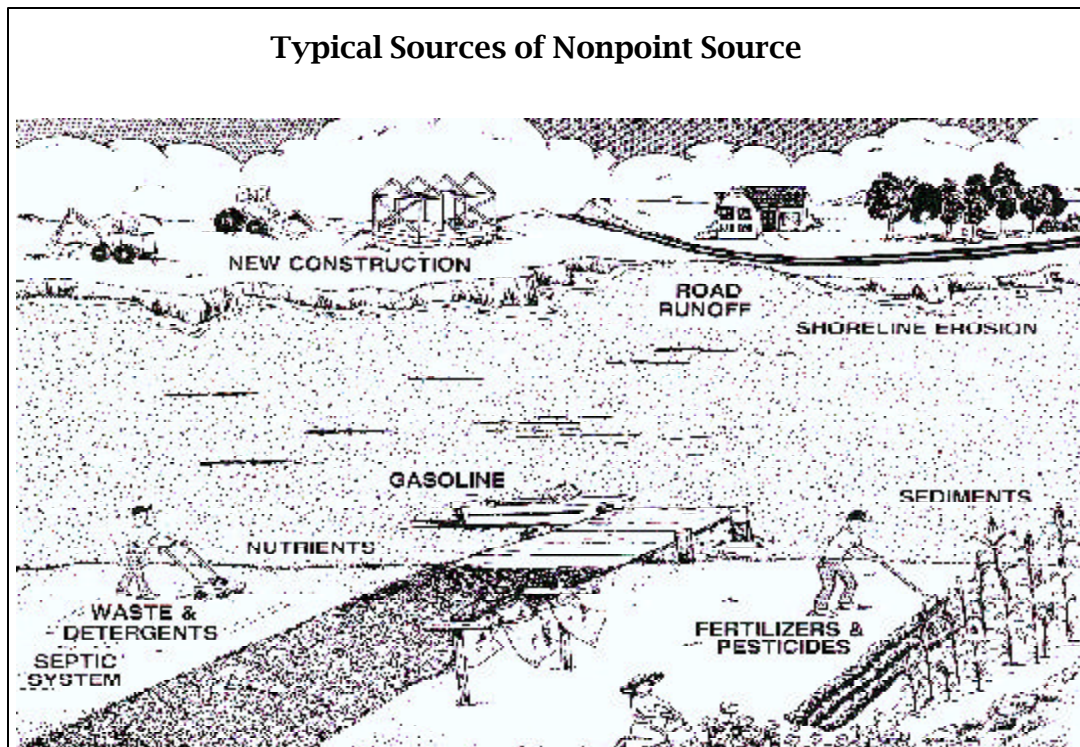 Typical Sources of Nonpoint Source
NEW CONSTRUCTION
ROAD
RUNOFF
SHORELINE EROSION
GASOLINE
SEDIMENTS
NUTRIENTS
WASTE &
DETERGENTS
FERTILIZERS &
PESTICIDES
SEPTIC
SYSTEM